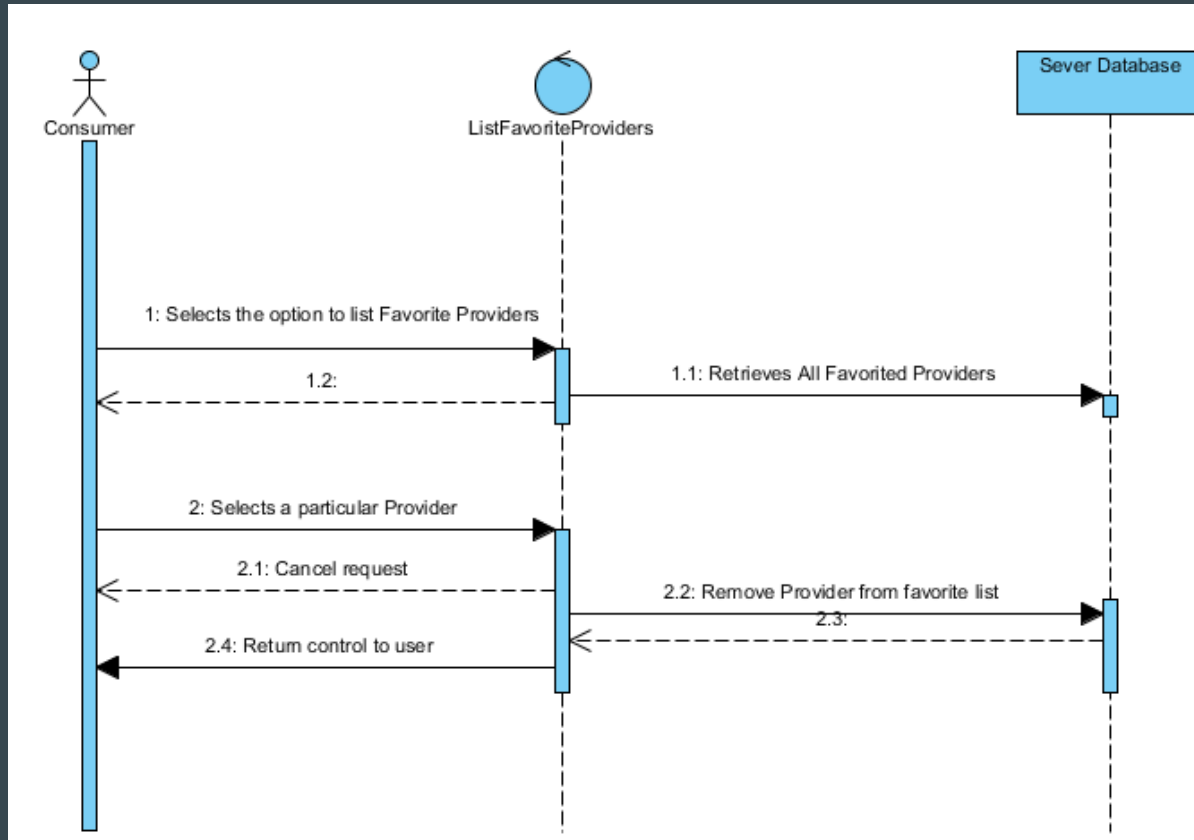 Consumer
ListFavoriteProviders
Sever Database
1: Selects the option to list Favorite Providers
1.1: Retrieves All Favorited Providers
1.2:
2: Selects a particular Provider
2.1: Cancel request
2.2: Remove Provider from favorite list
2.3:
2.4: Return control to user